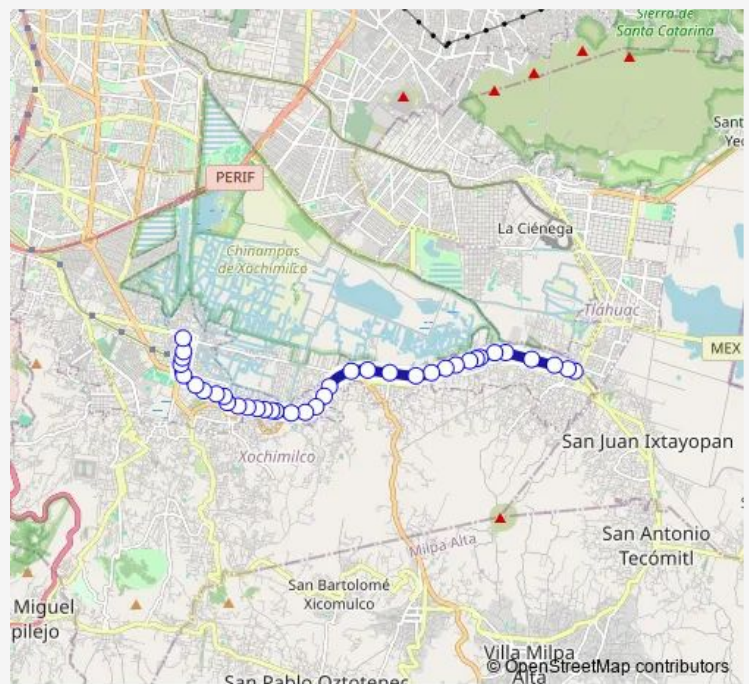 Sierra de
Santa Catarina
Sant
Yec
PERIF
La Ciénega
Chinampas
de Xochimilco
Tláhuac
MEX
San Juan Ixtayopan
Xochimilco
San Antonio
Tecómitl
Milpa Alta
San Bartolomé
Xicomulco
Miguel
pilejo
Villa Milpa
Alta
San Pablo Oztotepec
© OpenStreetMap contributors